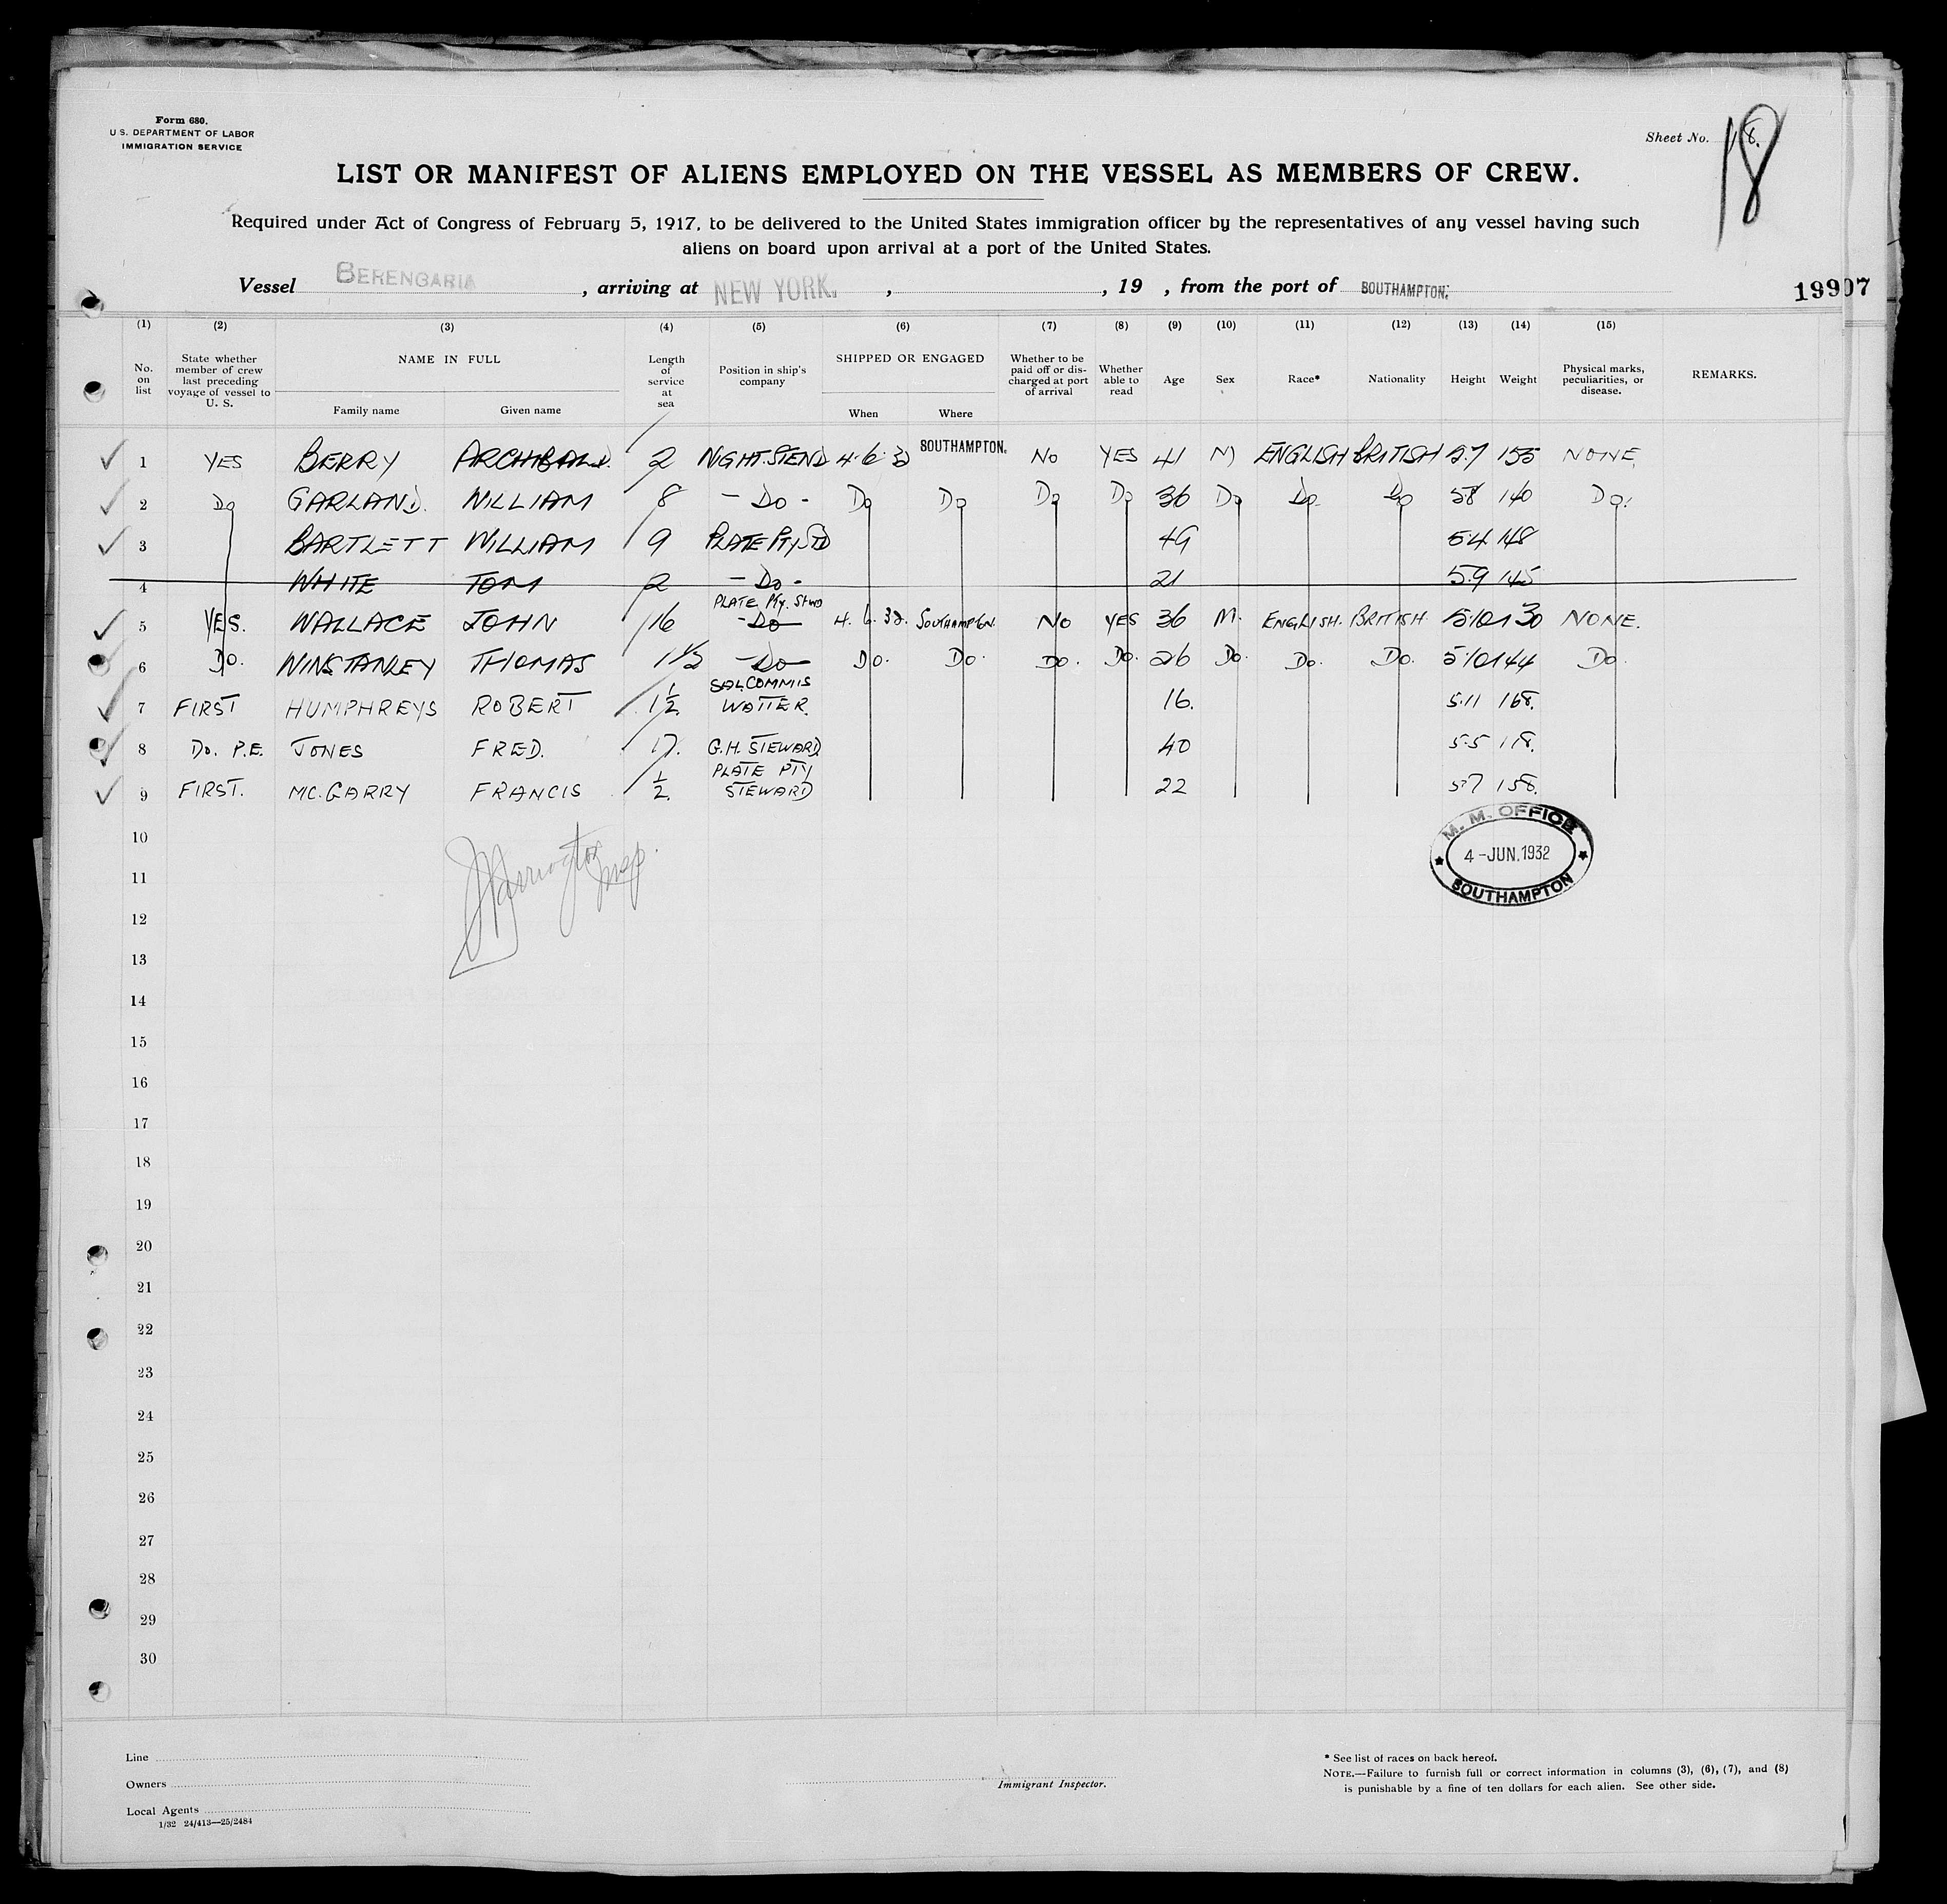 Form 680.
U. S. DEPARTMENT OF LABOR
IMMIGRATION SERVICE
Sheet No. 18.
18
LIST OR MANIFEST OF ALIENS EMPLOYED ON THE VESSEL AS MEMBERS OF CREW.
Required under Act of Congress of February 5, 1917, to be delivered to the United States immigration officer by the representatives of any vessel having such
aliens on board upon arrival at a port of the United States.
Vessel BERENGARIA , arriving at NEW YORK. , , 19 , from the port of SOUTHAMPTON.
19907
(1) (2) (3) (4) (5) (6) (7) (8) (9) (10) (11) (12) (13) (14) (15)
No. on list
State whether member of crew last preceding voyage of vessel to U. S.
NAME IN FULL
Family name
Given name
Length of service at sea
Position in ship's company
SHIPPED OR ENGAGED
When
Where
Whether to be paid off or discharged at port of arrival
Whether able to read
Age
Sex
Race*
Nationality
Height
Weight
Physical marks, peculiarities, or disease.
REMARKS.
1 YES BERRY ARCHIBALD. 2 NIGHT.STEND 4.6.32 SOUTHAMPTON. NO YES 41 M ENGLISH BRITISH 5.7 155 NONE.
2 Do GARLAND. WILLIAM 8 - Do - Do Do Do Do 36 Do Do Do 5.8 140 Do.
3 BARTLETT WILLIAM 9 PLATE PTY STD 49 5.4 148
4 WHITE TOM 2 - Do - 21 5.9 145
PLATE Pty. Stwd
5 YES. WALLACE JOHN 16 - Do 4.6.32. SOUTHAMPTON. NO YES 36 M. ENGLISH. BRITISH. 5.10 130 NONE.
6 Do. WINSTANLEY THOMAS 1 1/2 - Do Do. Do. Do. Do. 26 Do. Do. Do. 5.10 144 Do.
SAL COMMIS
7 FIRST HUMPHREYS ROBERT 1 1/2 WAITER. 16. 5.11 168.
8 Do. P.E. JONES FRED. 17. G.H. STEWARD 40 5.5 118.
PLATE PTY
9 FIRST. MC.GARRY FRANCIS 1/2. STEWARD 22 5.7 158.
10
M. M. OFFICE
4-JUN.1932
SOUTHAMPTON
11
12
13
14
15
16
17
18
19
20
21
22
23
24
25
26
27
28
29
30
Line
Owners
Local Agents
1/32 24/413—25/2484
Immigrant Inspector.
* See list of races on back hereof.
NOTE.—Failure to furnish full or correct information in columns (3), (6), (7), and (8)
is punishable by a fine of ten dollars for each alien. See other side.